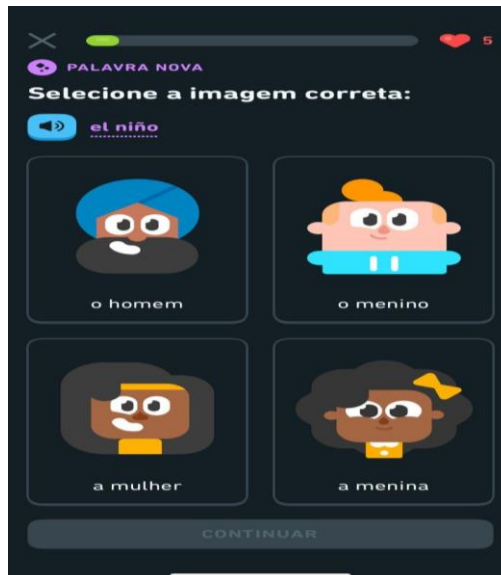 5
PALAVRA NOVA
Selecione a imagem correta:
el niño
o homem
o menino
a mulher
a menina
CONTINUAR